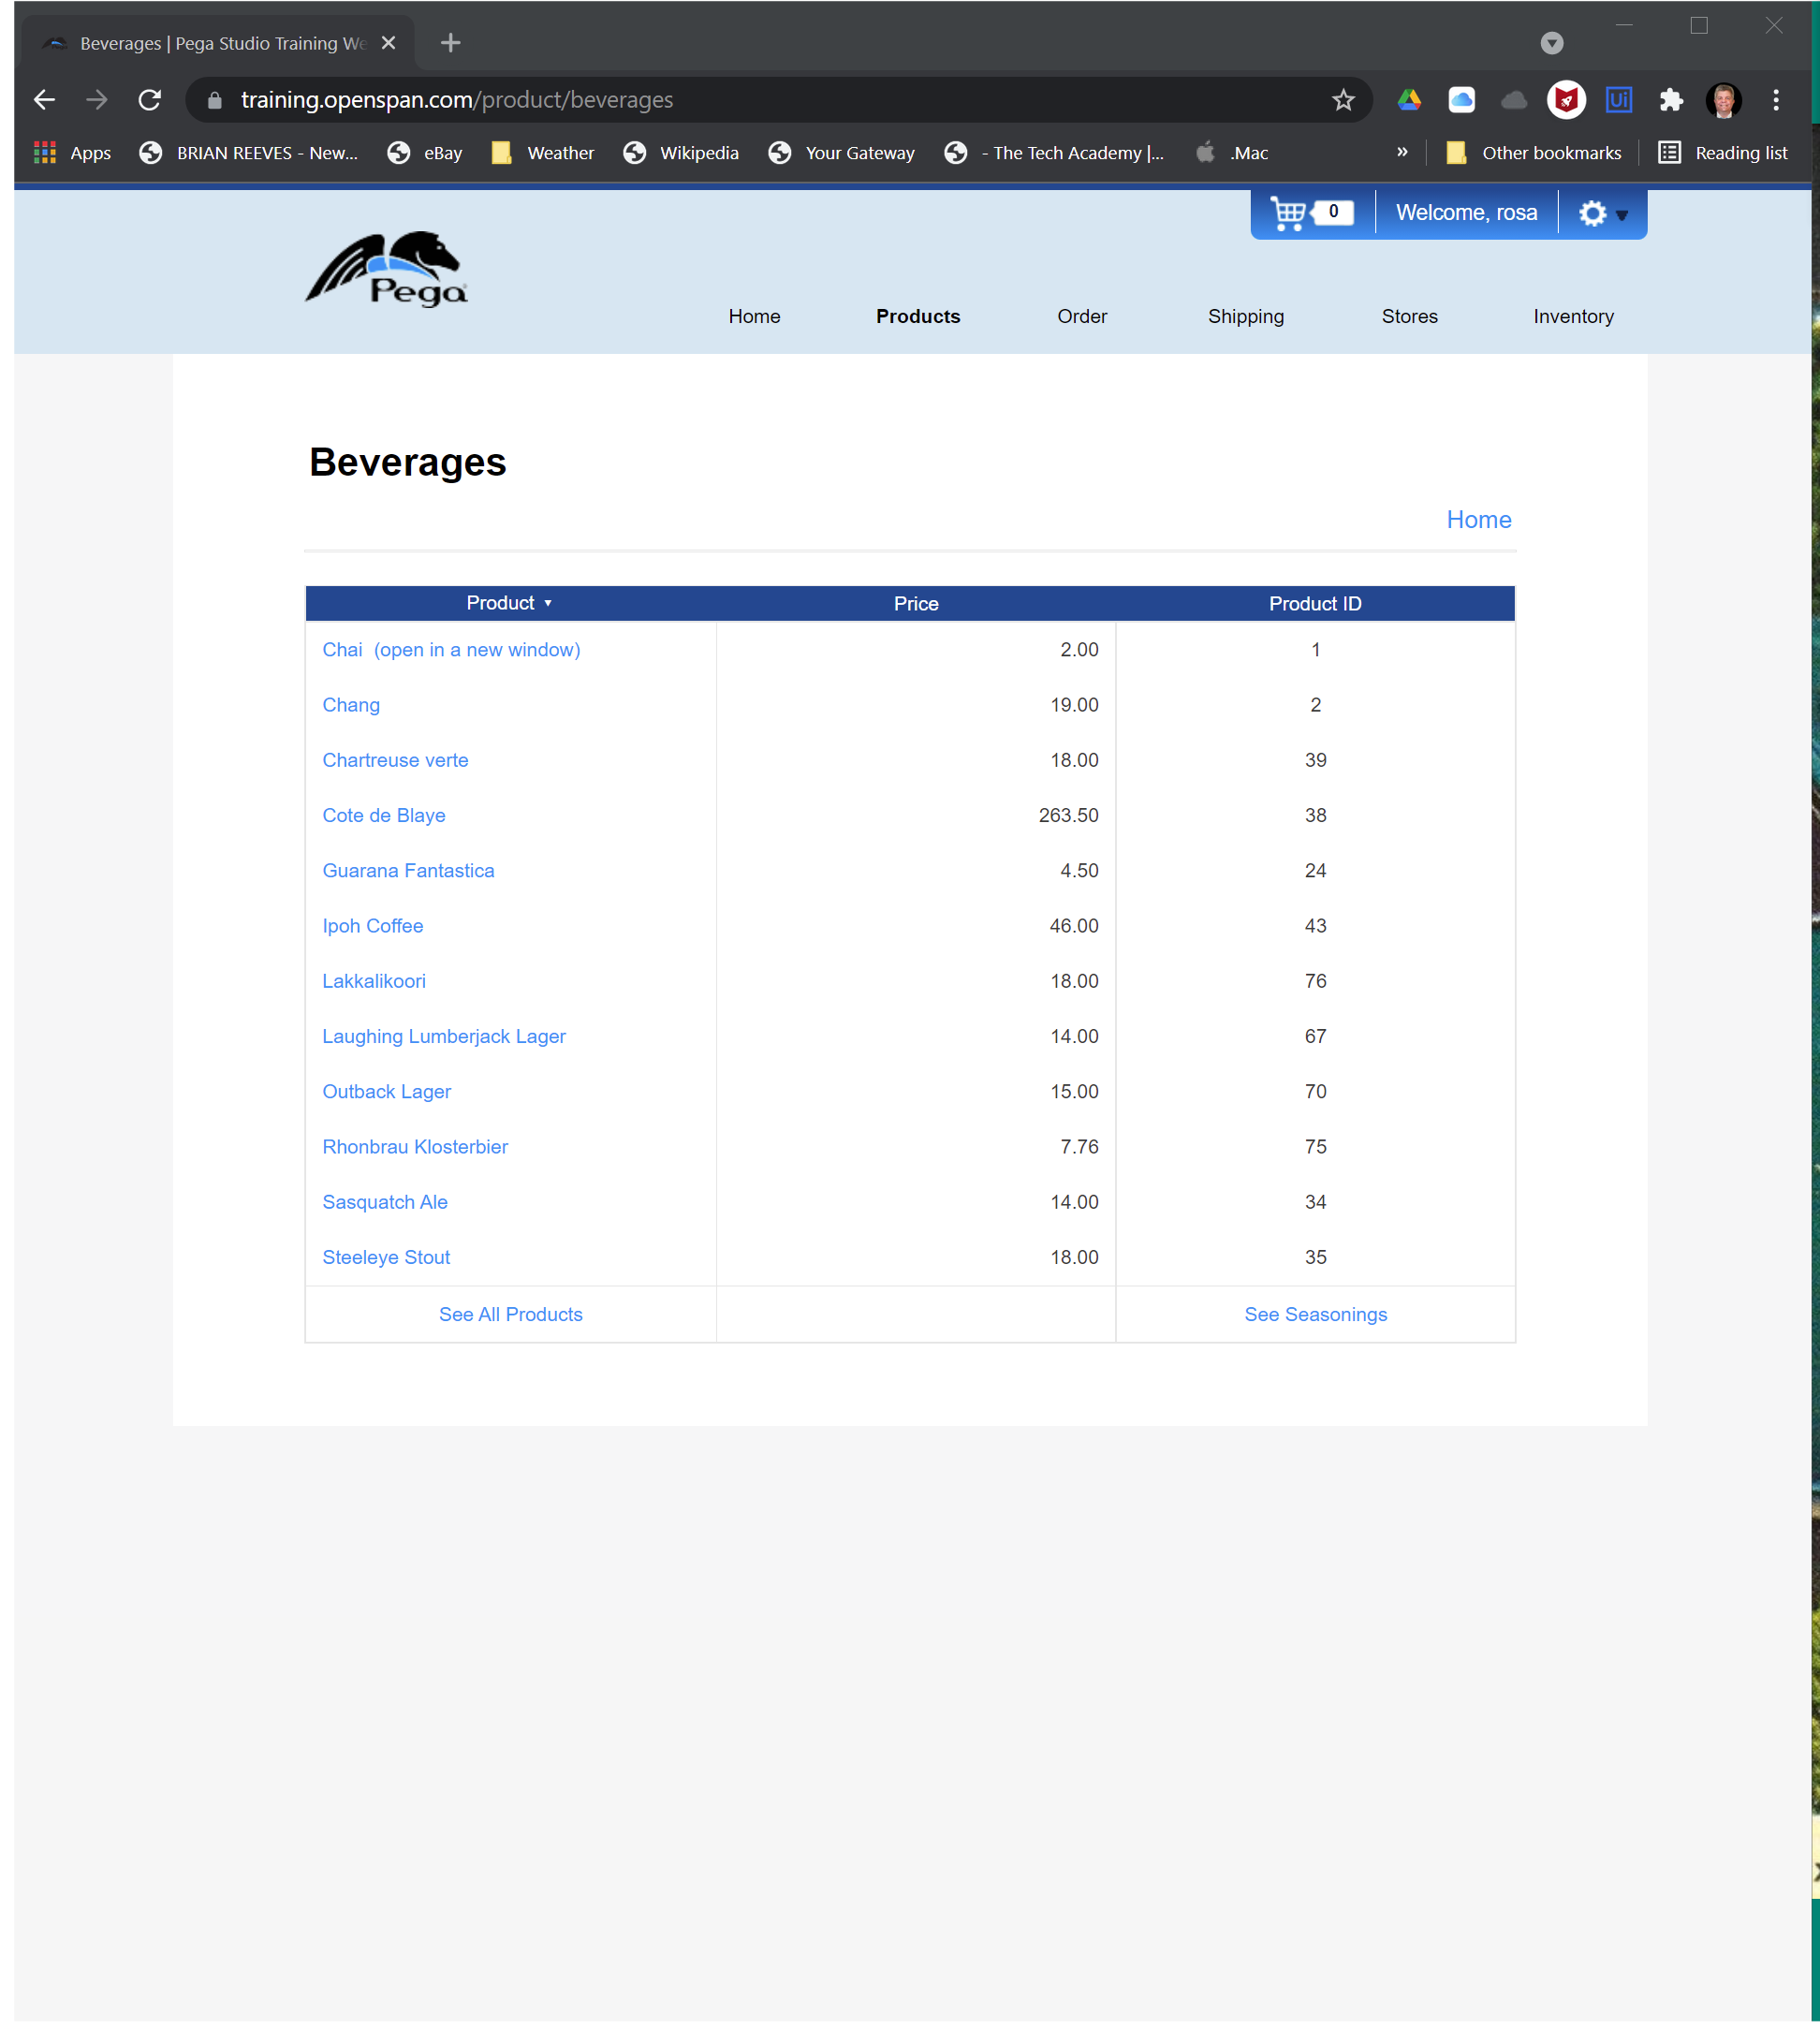 Beverages | Pega Studio Training We
training.openspan.com/product/beverages
Apps BRIAN REEVES - New... eBay Weather Wikipedia Your Gateway - The Tech Academy |... .Mac » Other bookmarks Reading list
0 Welcome, rosa
Pega
Home Products Order Shipping Stores Inventory
Beverages
Home
Product ▼ Price Product ID
Chai (open in a new window) 2.00 1
Chang 19.00 2
Chartreuse verte 18.00 39
Cote de Blaye 263.50 38
Guarana Fantastica 4.50 24
Ipoh Coffee 46.00 43
Lakkalikoori 18.00 76
Laughing Lumberjack Lager 14.00 67
Outback Lager 15.00 70
Rhonbrau Klosterbier 7.76 75
Sasquatch Ale 14.00 34
Steeleye Stout 18.00 35
See All Products See Seasonings